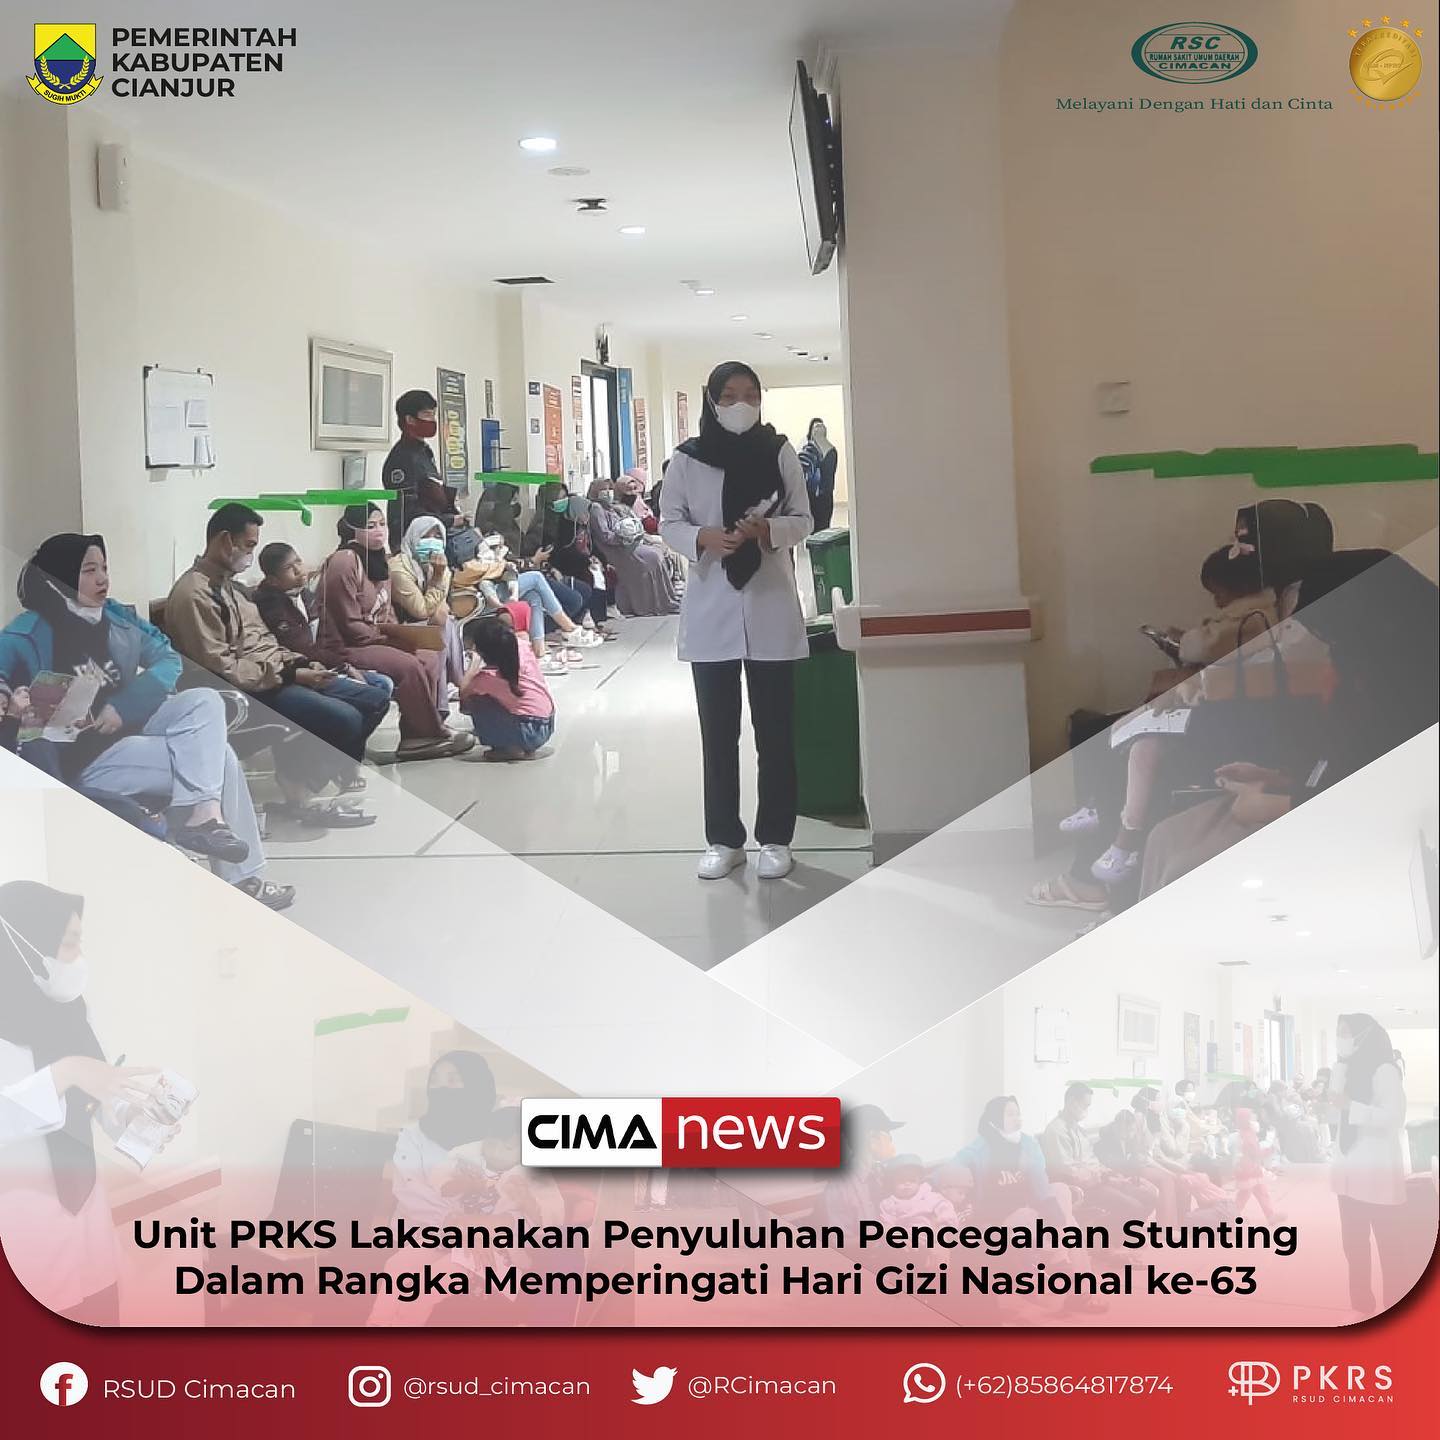 PEMERINTAH
KABUPATEN
CIANJUR
SUGIH MUKTI
RSC
RUMAH SAKIT UMUM DAERAH
CIMACAN
Melayani Dengan Hati dan Cinta
CIMA news
Unit PRKS Laksanakan Penyuluhan Pencegahan Stunting
Dalam Rangka Memperingati Hari Gizi Nasional ke-63
RSUD Cimacan
@rsud_cimacan
@RCimacan
(+62)85864817874
PKRS
RSUD CIMACAN